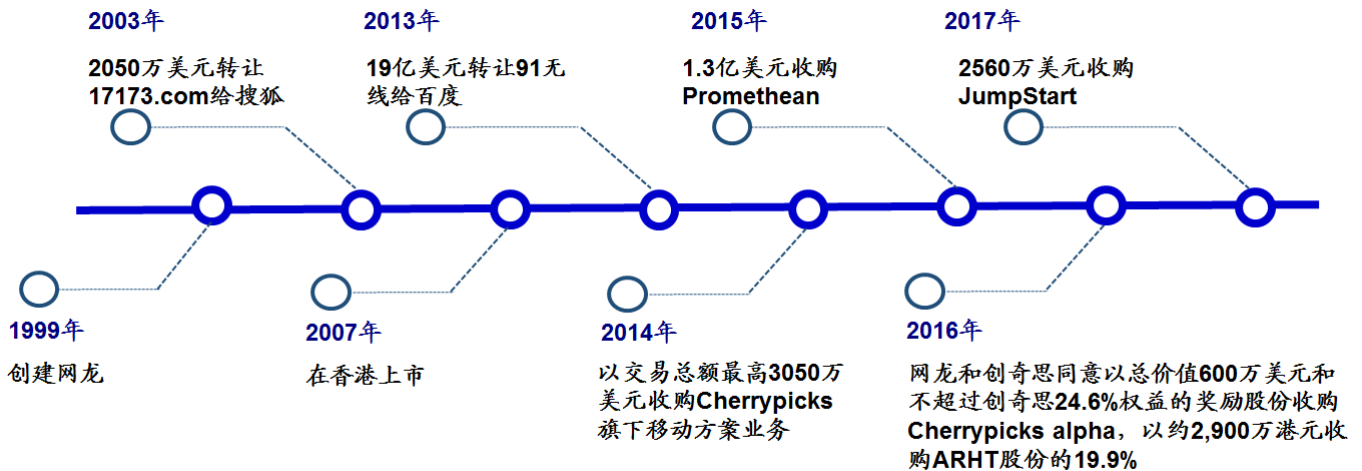 2003年
2050万美元转让
17173.com给搜狐
2013年
19亿美元转让91无
线给百度
2015年
1.3亿美元收购
Promethean
2017年
2560万美元收购
JumpStart
1999年
创建网龙
2007年
在香港上市
2014年
以交易总额最高3050万
美元收购Cherrypicks
旗下移动方案业务
2016年
网龙和创奇思同意以总价值600万美元和
不超过创奇思24.6%权益的奖励股份收购
Cherrypicks alpha，以约2,900万港元收
购ARHT股份的19.9%